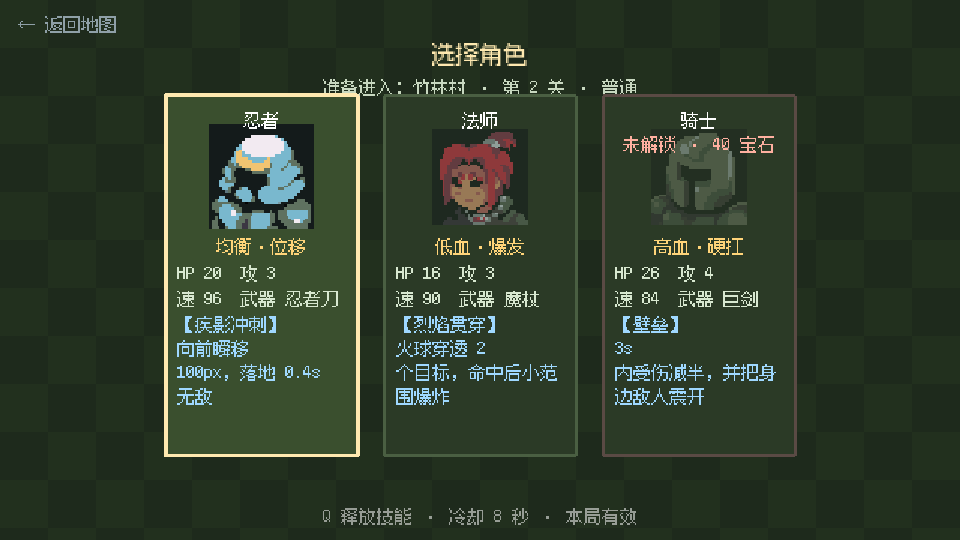 ← 返回地图
选择角色
准备进入: 竹林村 · 第 2 关 · 普通
忍者
均衡·位移
HP 20 攻 3
速 96 武器 忍者刀
【疾影冲刺】
向前瞬移
100px, 落地 0.4s
无敌
法师
低血·爆发
HP 16 攻 3
速 90 武器 魔杖
【烈焰贯穿】
火球穿透 2
个目标, 命中后小范
围爆炸
骑士
未解锁 · 40 宝石
高血·硬扛
HP 26 攻 4
速 84 武器 巨剑
【壁垒】
3s
内受伤减半, 并把身
边敌人震开
Q 释放技能 · 冷却 8 秒 · 本局有效